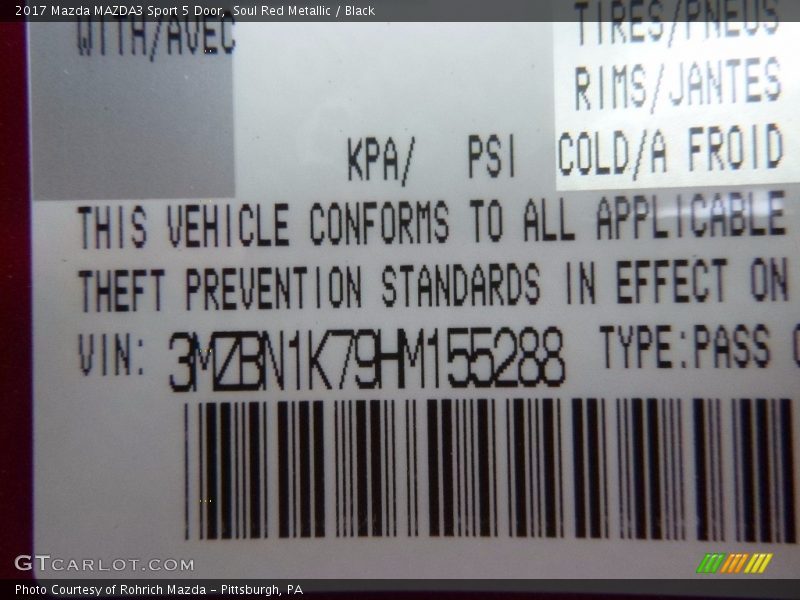 2017 Mazda MAZDA3 Sport 5 Door, Soul Red Metallic / Black
WITH/AVEC
TIRES/PNEUS
RIMS/JANTES
KPA/ PSI COLD/A FROID
THIS VEHICLE CONFORMS TO ALL APPLICABLE
THEFT PREVENTION STANDARDS IN EFFECT ON
VIN: 3MZBN1K79HM155288 TYPE:PASS
GTCARLOT.COM
Photo Courtesy of Rohrich Mazda - Pittsburgh, PA